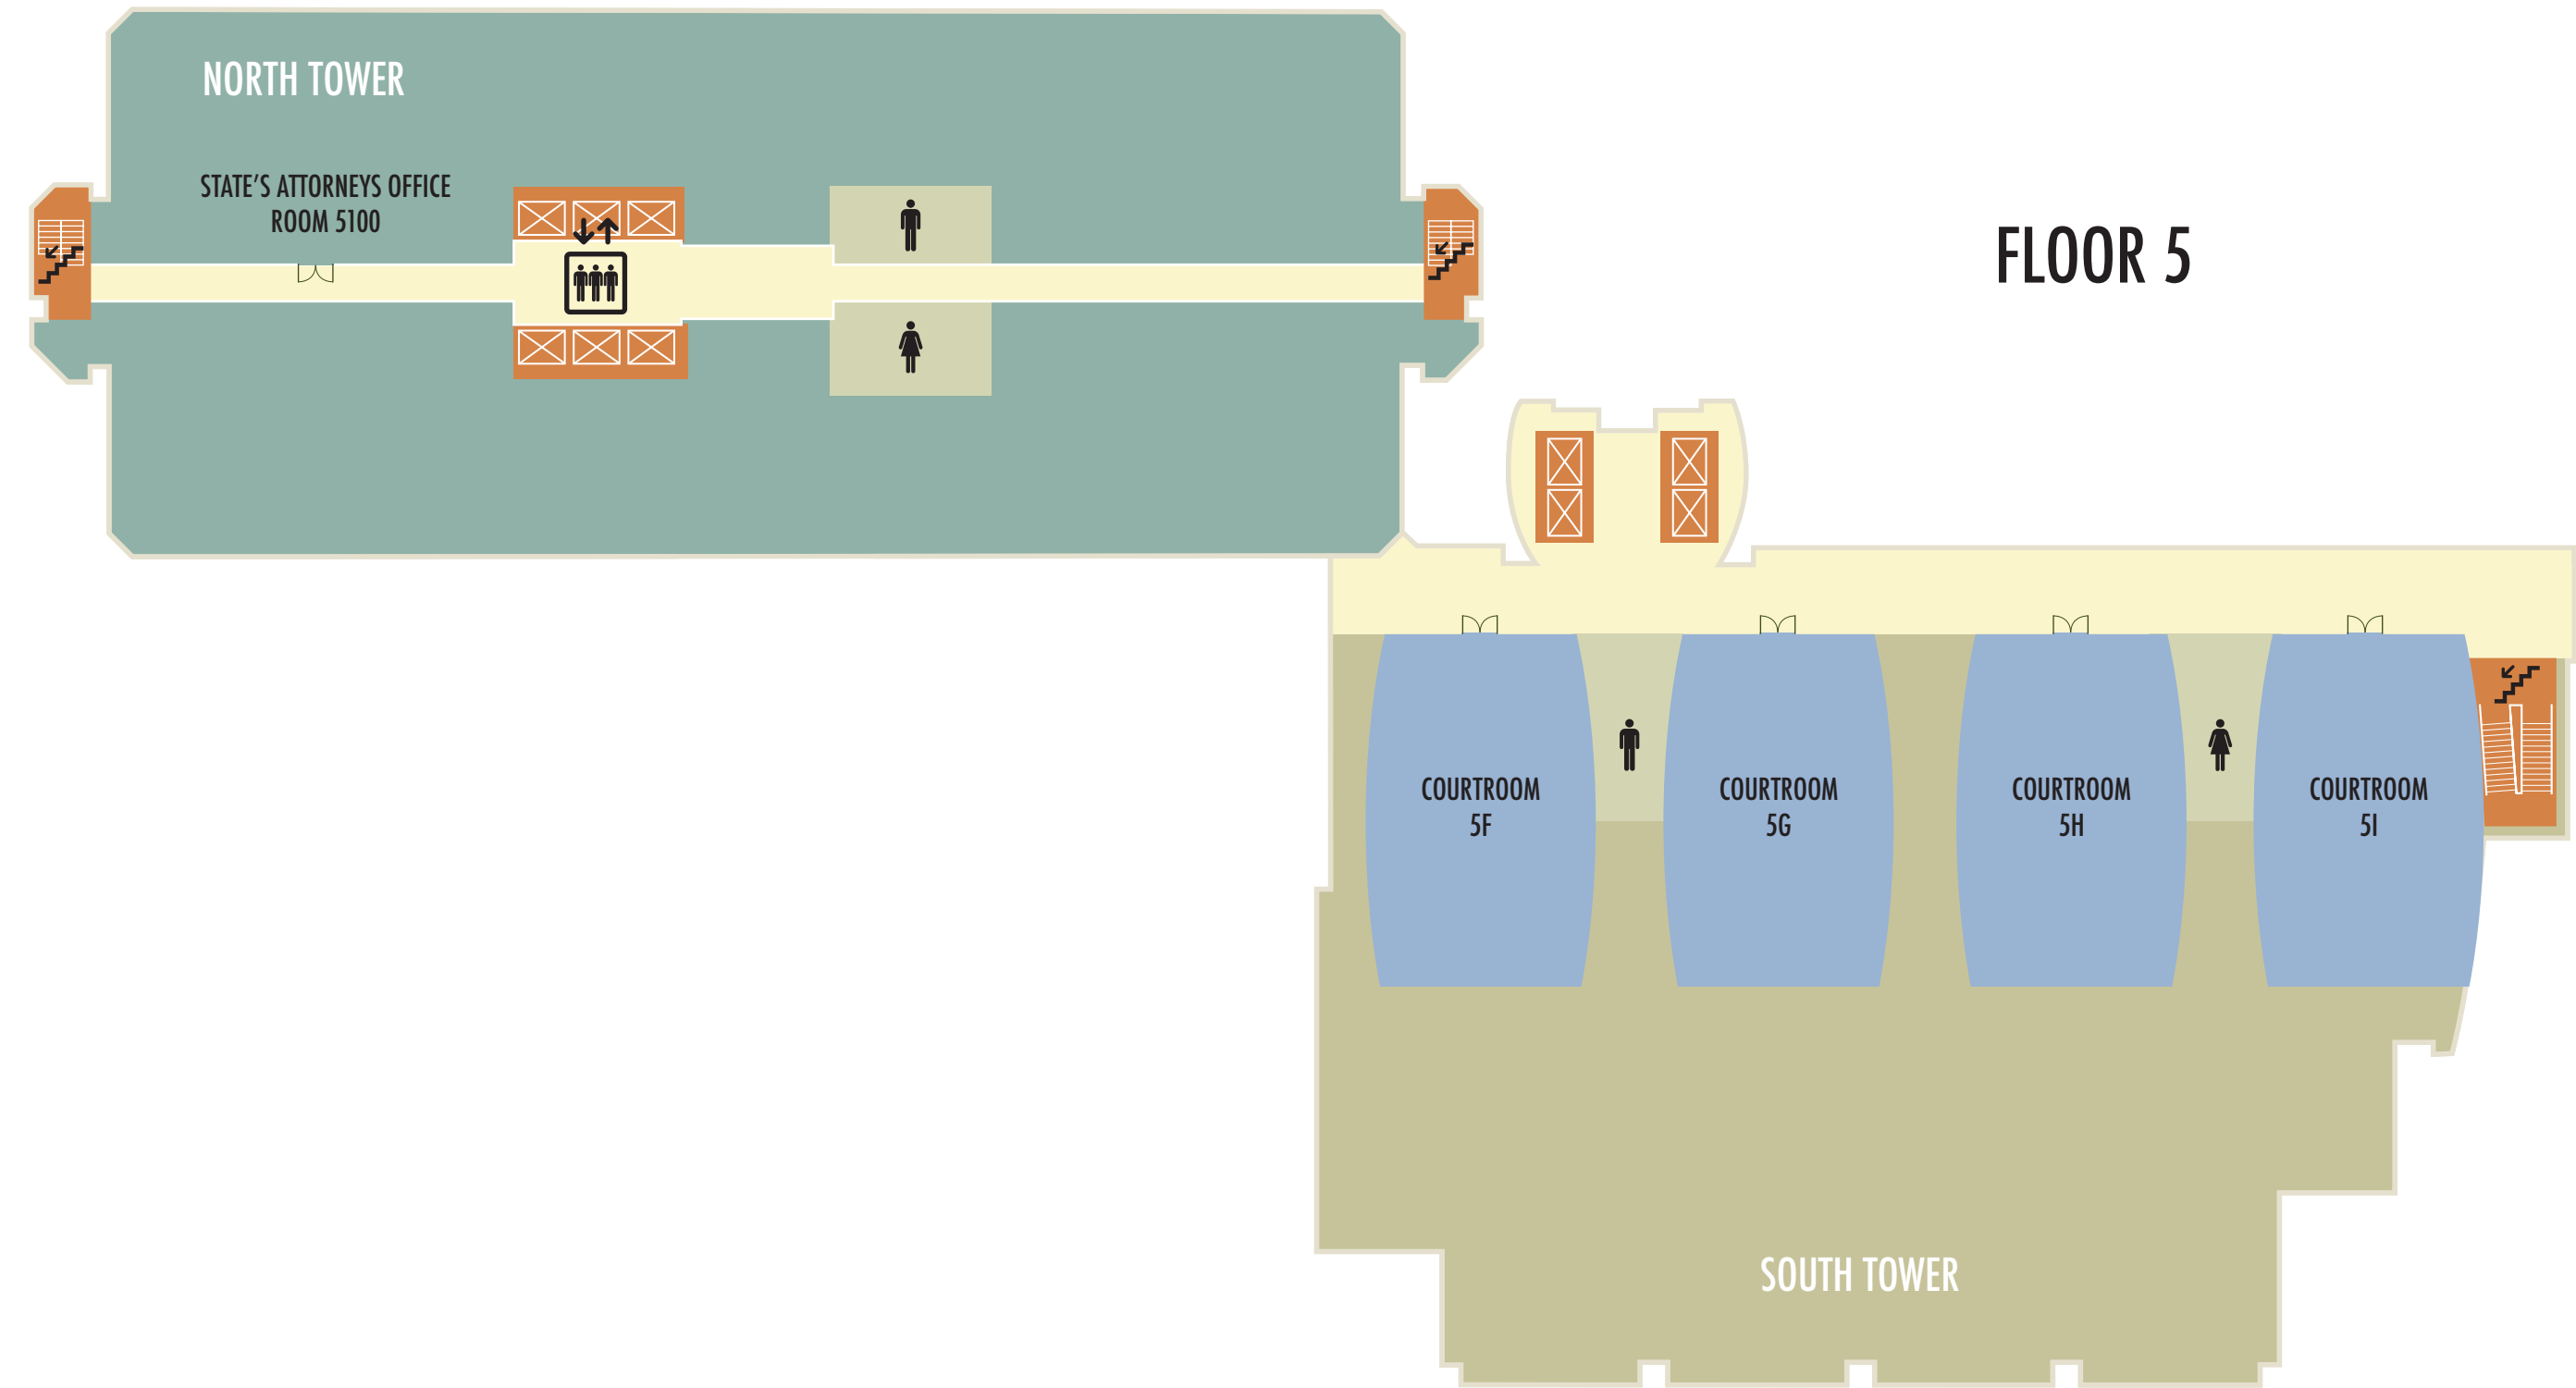 NORTH TOWER
STATE'S ATTORNEYS OFFICE
ROOM 5100
FLOOR 5
COURTROOM
5F
COURTROOM
5G
COURTROOM
5H
COURTROOM
5I
SOUTH TOWER